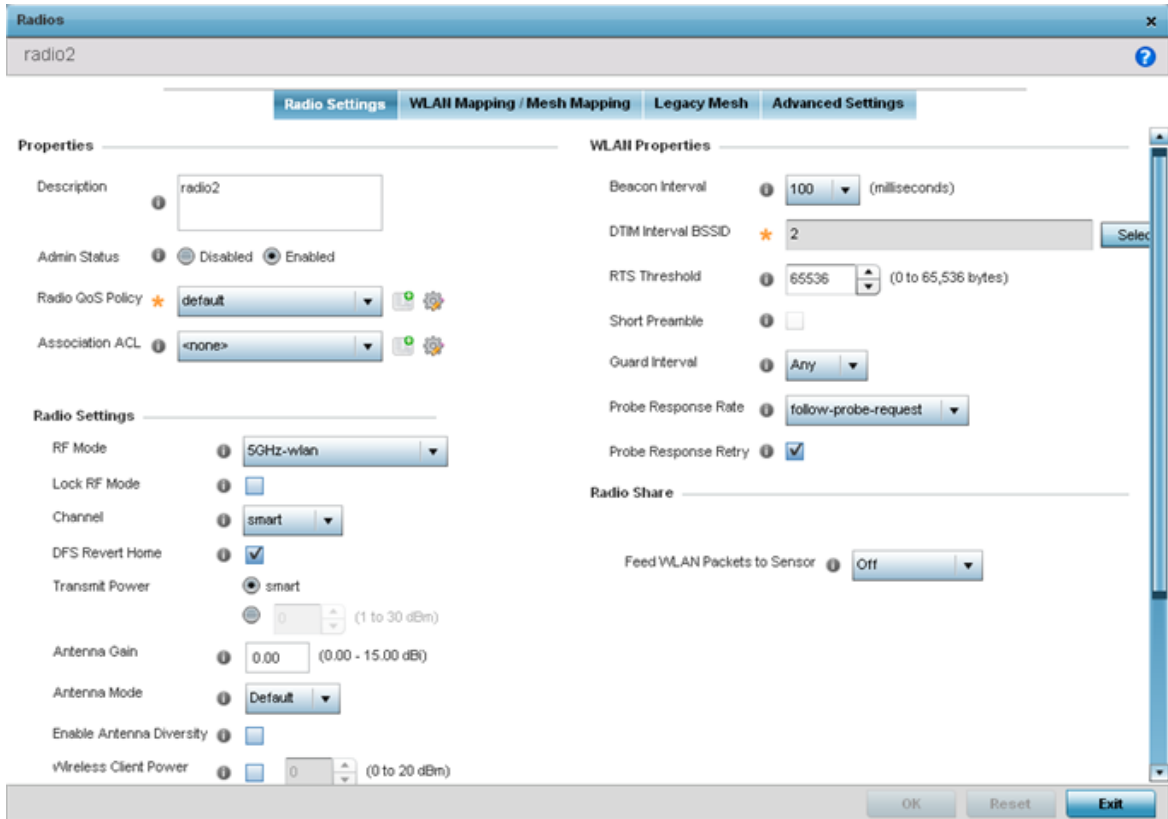 Radios
radio2
Radio Settings WLAN Mapping / Mesh Mapping Legacy Mesh Advanced Settings
Properties
Description radio2
Admin Status Disabled Enabled
Radio QoS Policy default
Association ACL <none>
Radio Settings
RF Mode 5GHz-wlan
Lock RF Mode
Channel smart
DFS Revert Home
Transmit Power smart
0 (1 to 30 dBm)
Antenna Gain 0.00 (0.00 - 15.00 dBi)
Antenna Mode Default
Enable Antenna Diversity
Wireless Client Power 0 (0 to 20 dBm)
WLAN Properties
Beacon Interval 100 (milliseconds)
DTIM Interval BSSID 2 Selec
RTS Threshold 65536 (0 to 65,536 bytes)
Short Preamble
Guard Interval Any
Probe Response Rate follow-probe-request
Probe Response Retry
Radio Share
Feed WLAN Packets to Sensor Off
OK Reset Exit